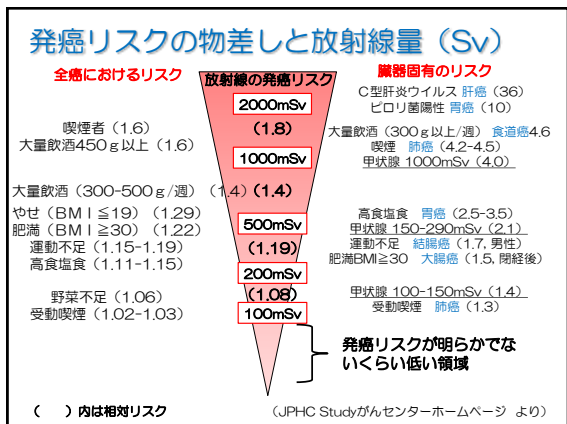 発癌リスクの物差しと放射線量（Sv）
全癌におけるリスク
喫煙者（1.6）
大量飲酒450ｇ以上（1.6）
大量飲酒（300-500ｇ/週）（1.4）
やせ（ＢＭＩ≦19）（1.29）
肥満（ＢＭＩ≧30）（1.22）
運動不足（1.15-1.19）
高食塩食（1.11-1.15）
野菜不足（1.06）
受動喫煙（1.02-1.03）
放射線の発癌リスク
2000mSv
(1.8)
1000mSv
(1.4)
500mSv
(1.19)
200mSv
(1.08)
100mSv
臓器固有のリスク
Ｃ型肝炎ウイルス 肝癌（36）
ピロリ菌陽性 胃癌（10）
大量飲酒（300ｇ以上/週） 食道癌4.6
喫煙 肺癌（4.2-4.5）
甲状腺 1000mSv（4.0）
高食塩食 胃癌（2.5-3.5）
甲状腺 150-290mSv（2.1）
運動不足 結腸癌（1.7, 男性）
肥満BMI≧30 大腸癌（1.5, 閉経後）
甲状腺 100-150mSv（1.4）
受動喫煙 肺癌（1.3）
発癌リスクが明らかでな
いくらい低い領域
（　）内は相対リスク
（JPHC Studyがんセンターホームページ より）